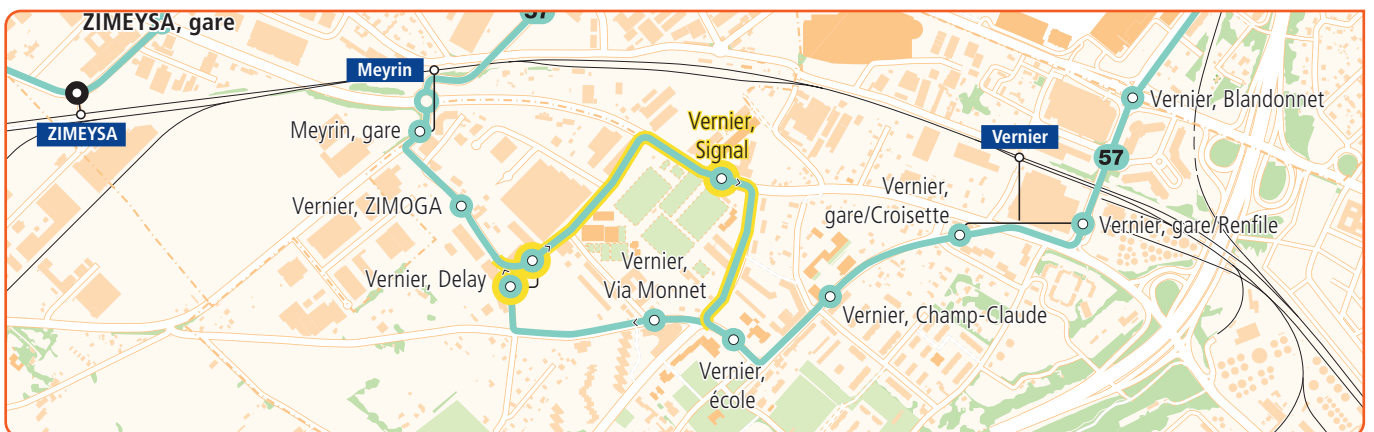 ZIMEYSA, gare
57
Meyrin
ZIMEYSA
Meyrin, gare
Vernier,
Signal
Vernier, Blandonnet
Vernier
57
Vernier, ZIMOGA
Vernier,
gare/Croisette
Vernier, gare/Renfile
Vernier, Delay
Vernier,
Via Monnet
Vernier, Champ-Claude
Vernier,
école